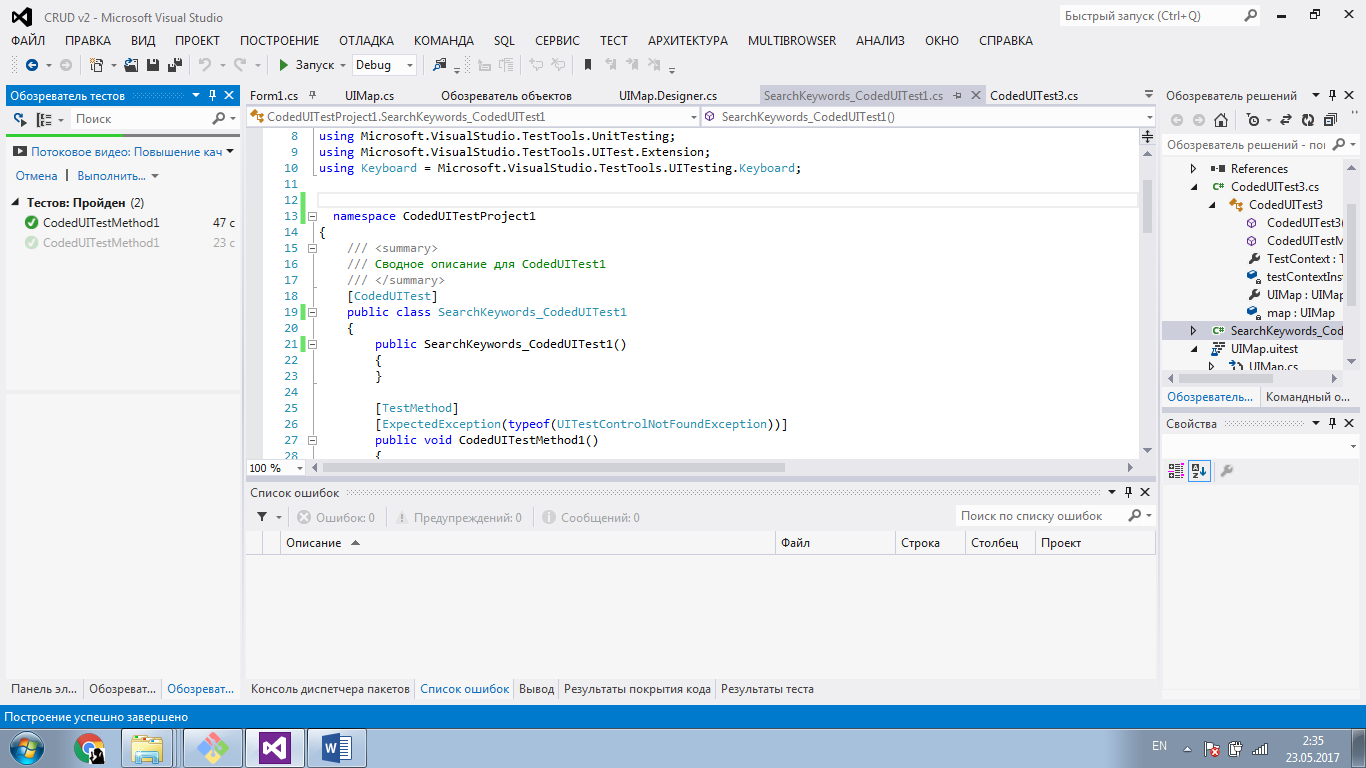 CRUD v2 - Microsoft Visual Studio
Быстрый запуск (Ctrl+Q)
ФАЙЛ ПРАВКА ВИД ПРОЕКТ ПОСТРОЕНИЕ ОТЛАДКА КОМАНДА SQL СЕРВИС ТЕСТ АРХИТЕКТУРА MULTIBROWSER АНАЛИЗ ОКНО СПРАВКА
Запуск Debug
Обозреватель тестов
Поиск
Потоковое видео: Повышение кач
Отмена | Выполнить...
Тестов: Пройден (2)
CodedUITestMethod1 47 с
CodedUITestMethod1 23 с
Form1.cs UIMap.cs Обозреватель объектов UIMap.Designer.cs SearchKeywords_CodedUITest1.cs CodedUITest3.cs
CodedUITestProject1.SearchKeywords_CodedUITest1 SearchKeywords_CodedUITest1()
8 using Microsoft.VisualStudio.TestTools.UnitTesting;
9 using Microsoft.VisualStudio.TestTools.UITest.Extension;
10 using Keyboard = Microsoft.VisualStudio.TestTools.UITesting.Keyboard;
11
12
13 namespace CodedUITestProject1
14 {
15 /// <summary>
16 /// Сводное описание для CodedUITest1
17 /// </summary>
18 [CodedUITest]
19 public class SearchKeywords_CodedUITest1
20 {
21 public SearchKeywords_CodedUITest1()
22 {
23 }
24
25 [TestMethod]
26 [ExpectedException(typeof(UITestControlNotFoundException))]
27 public void CodedUITestMethod1()
28 {
100 %
Список ошибок
Ошибок: 0 Предупреждений: 0 Сообщений: 0
Поиск по списку ошибок
Описание Файл Строка Столбец Проект
Обозреватель решений
Обозреватель решений - пои
References
CodedUITest3.cs
CodedUITest3
CodedUITest3(
CodedUITestM
TestContext : T
testContextIns
UIMap : UIMap
map : UIMap
SearchKeywords_Cod
UIMap.uitest
UIMap.cs
Обозреватель... Командный о...
Свойства
Панель эл... Обозреват... Обозреват...
Консоль диспетчера пакетов Список ошибок Вывод Результаты покрытия кода Результаты теста
Построение успешно завершено
EN
2:35
23.05.2017